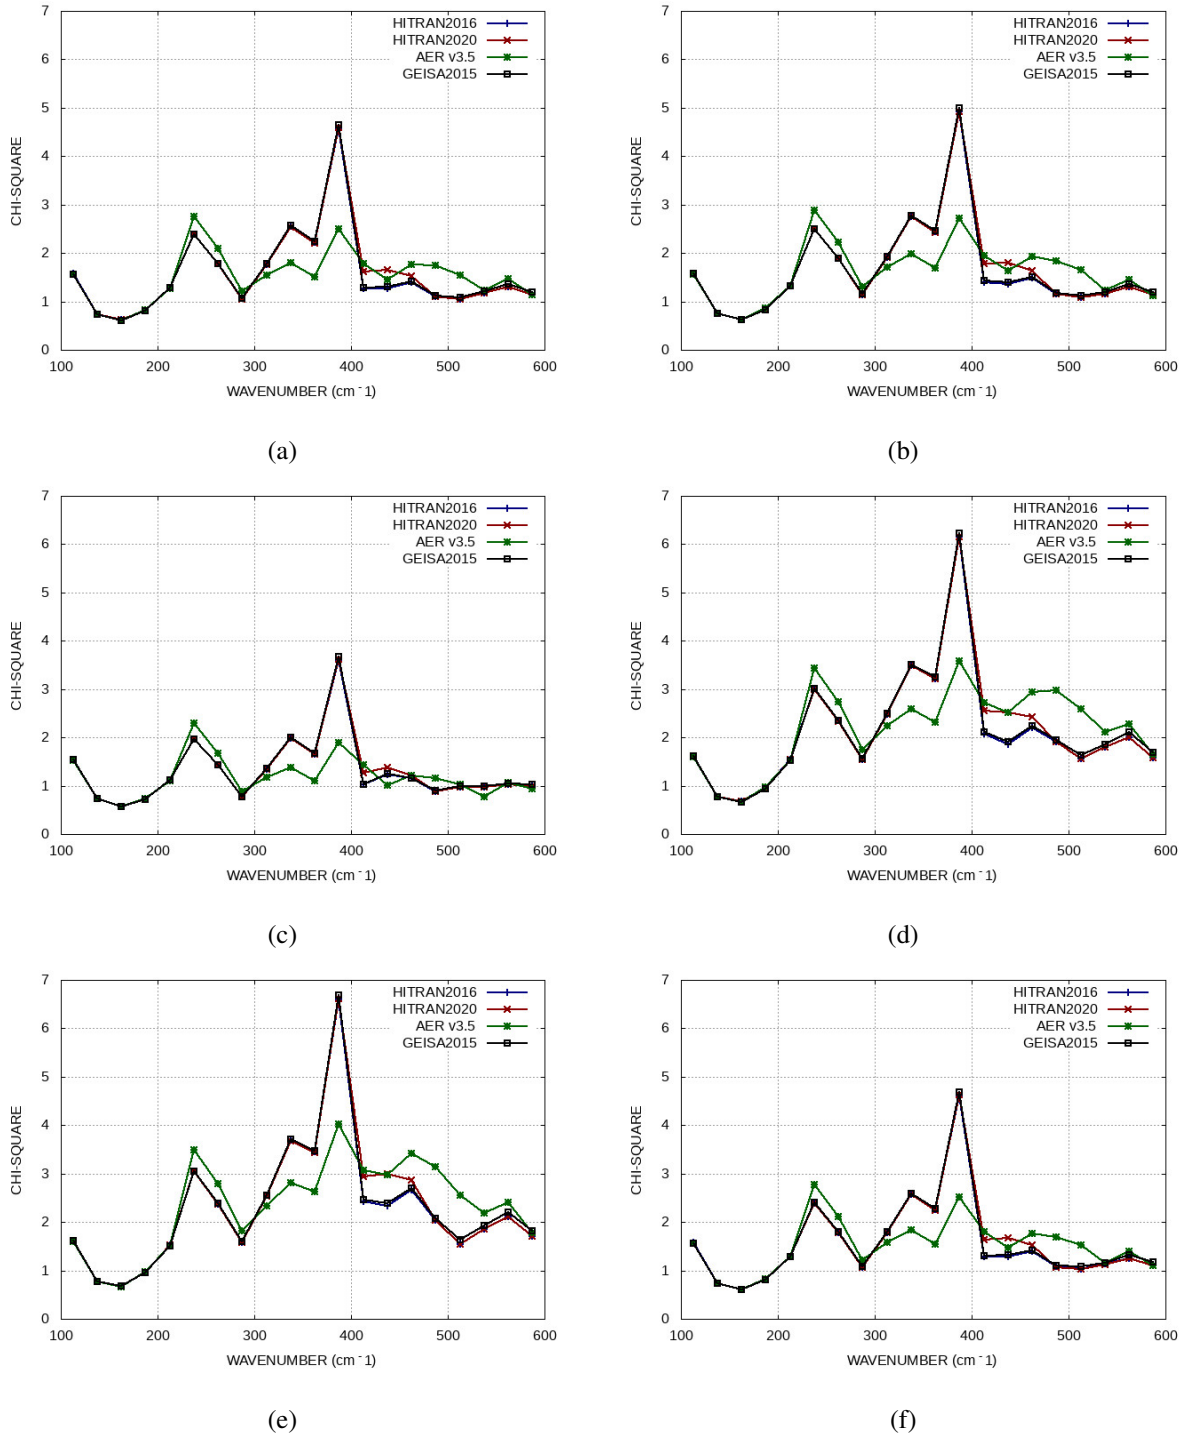 7
6
5
4
3
2
1
0
CHI-SQUARE
HITRAN2016
HITRAN2020
AER v3.5
GEISA2015
100 200 300 400 500 600
WAVENUMBER (cm⁻1)
(a)
7
6
5
4
3
2
1
0
CHI-SQUARE
HITRAN2016
HITRAN2020
AER v3.5
GEISA2015
100 200 300 400 500 600
WAVENUMBER (cm⁻1)
(b)
7
6
5
4
3
2
1
0
CHI-SQUARE
HITRAN2016
HITRAN2020
AER v3.5
GEISA2015
100 200 300 400 500 600
WAVENUMBER (cm⁻1)
(c)
7
6
5
4
3
2
1
0
CHI-SQUARE
HITRAN2016
HITRAN2020
AER v3.5
GEISA2015
100 200 300 400 500 600
WAVENUMBER (cm⁻1)
(d)
7
6
5
4
3
2
1
0
CHI-SQUARE
HITRAN2016
HITRAN2020
AER v3.5
GEISA2015
100 200 300 400 500 600
WAVENUMBER (cm⁻1)
(e)
7
6
5
4
3
2
1
0
CHI-SQUARE
HITRAN2016
HITRAN2020
AER v3.5
GEISA2015
100 200 300 400 500 600
WAVENUMBER (cm⁻1)
(f)